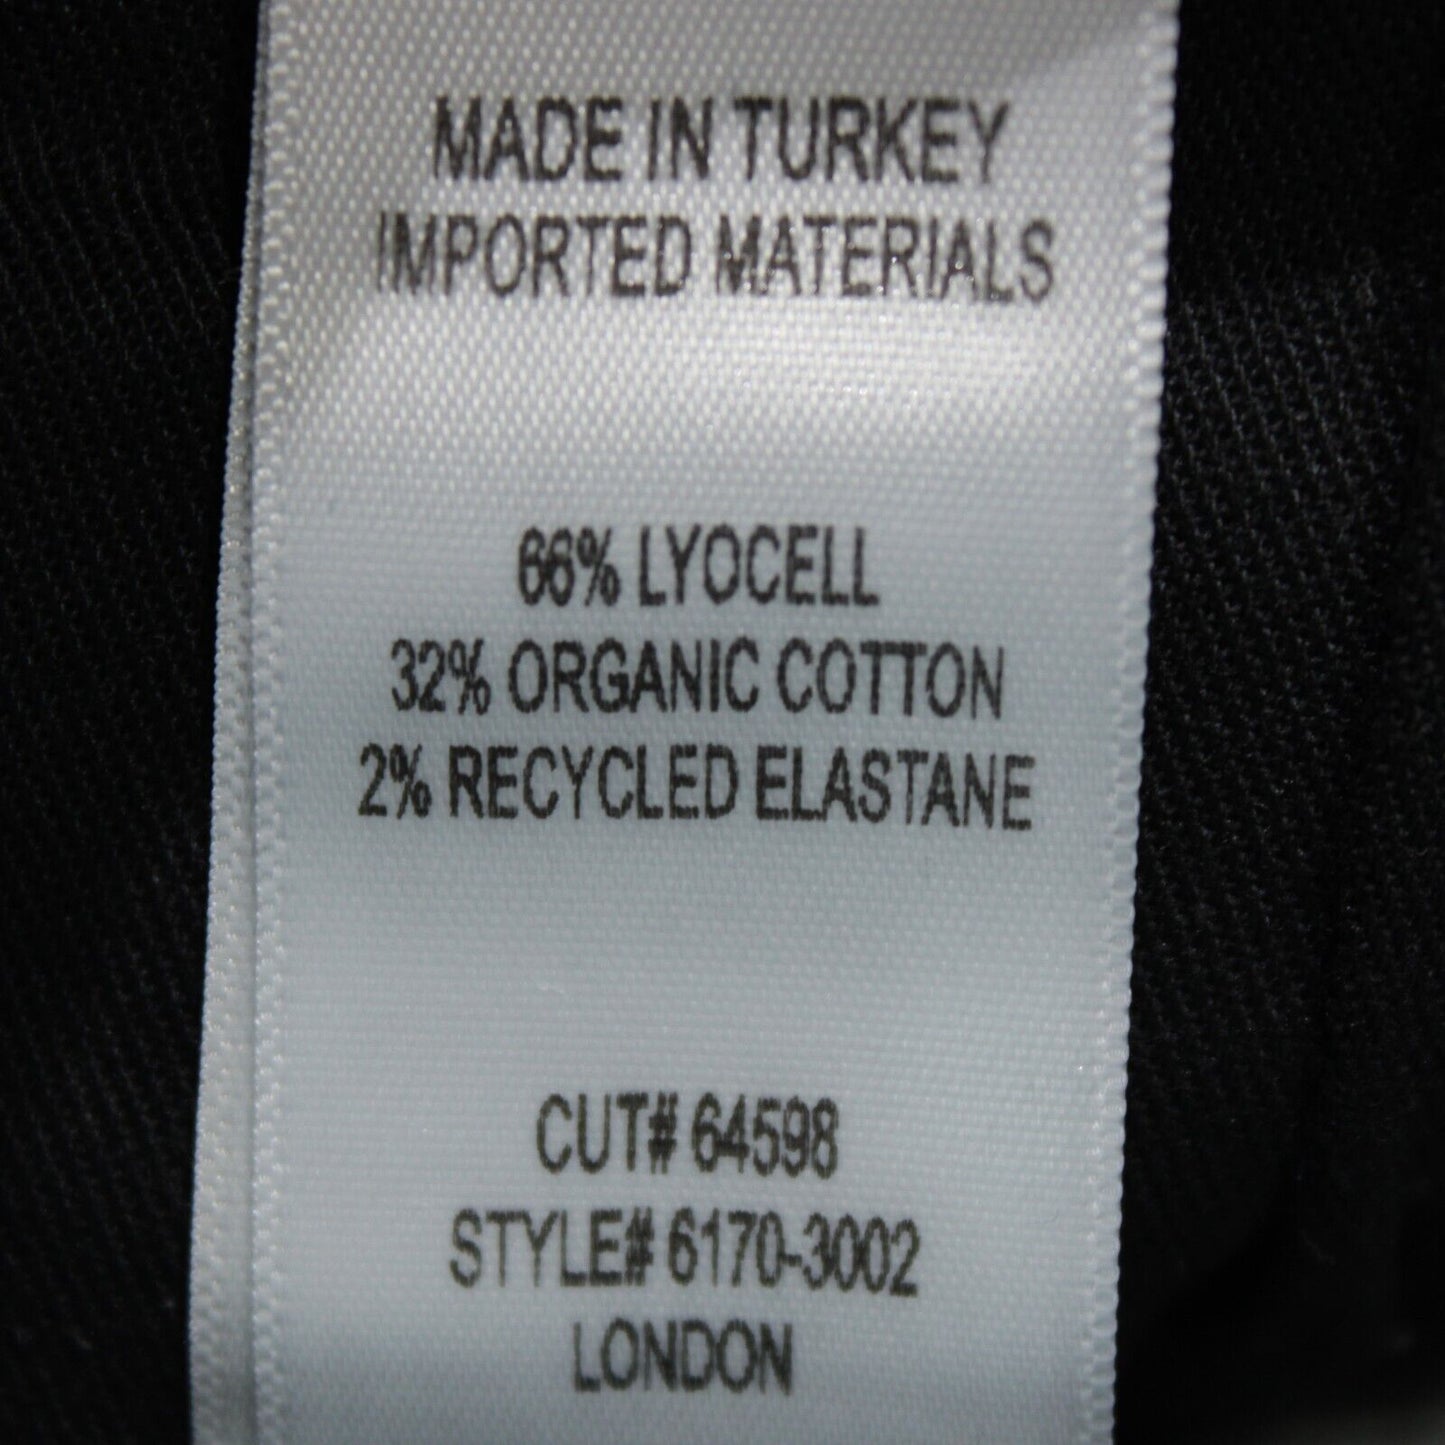 MADE IN TURKEY
IMPORTED MATERIALS
66% LYOCELL
32% ORGANIC COTTON
2% RECYCLED ELASTANE
CUT# 64598
STYLE# 6170-3002
LONDON